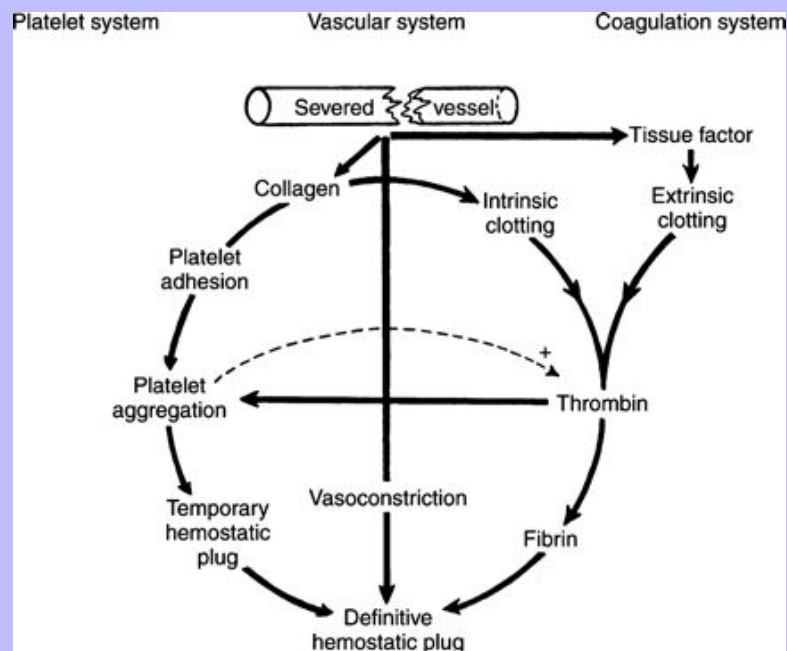 Platelet system
Vascular system
Coagulation system
Severed vessel
Tissue factor
Collagen
Intrinsic
clotting
Extrinsic
clotting
Platelet
adhesion
+
Platelet
aggregation
Thrombin
Temporary
hemostatic
plug
Vasoconstriction
Fibrin
Definitive
hemostatic plug